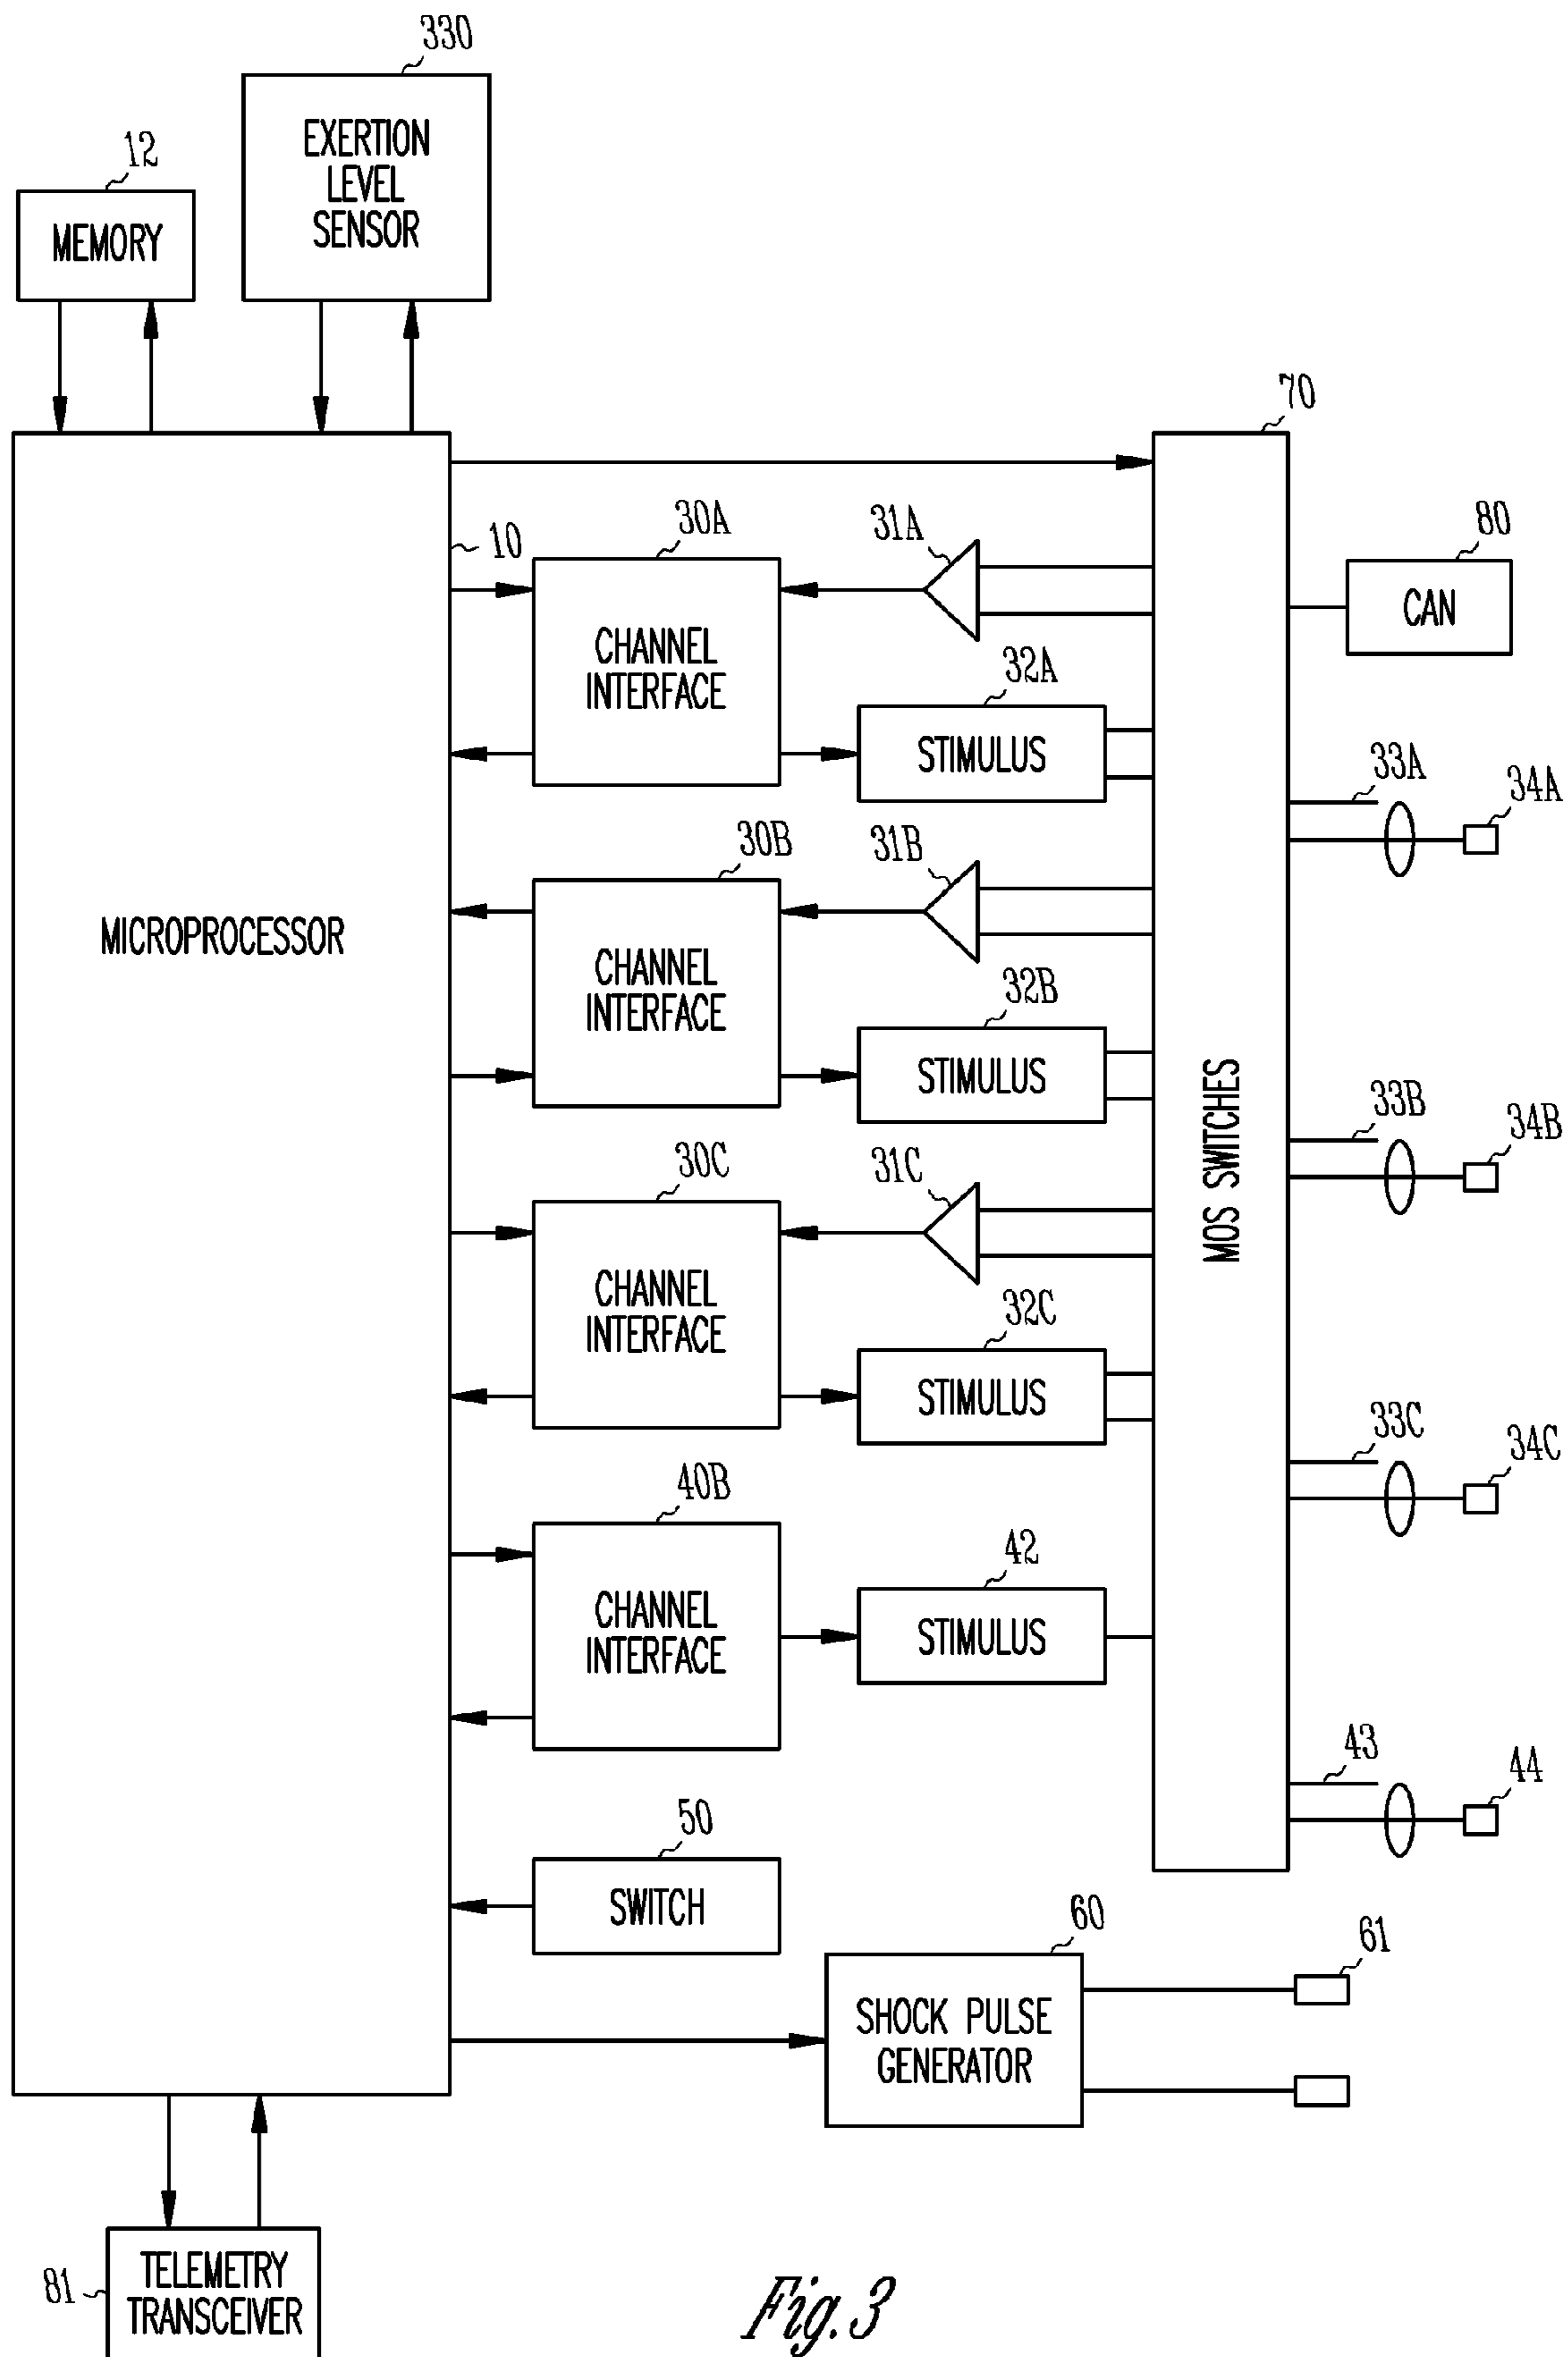 330
EXERTION
LEVEL
SENSOR
12
MEMORY
70
10
30A
31A
80
CHANNEL
INTERFACE
CAN
32A
STIMULUS
33A
34A
30B
31B
MICROPROCESSOR
CHANNEL
INTERFACE
32B
STIMULUS
MOS SWITCHES
33B
34B
30C
31C
CHANNEL
INTERFACE
32C
STIMULUS
33C
34C
40B
42
CHANNEL
INTERFACE
STIMULUS
43
44
50
SWITCH
60
61
SHOCK PULSE
GENERATOR
81
TELEMETRY
TRANSCEIVER
Fig.3